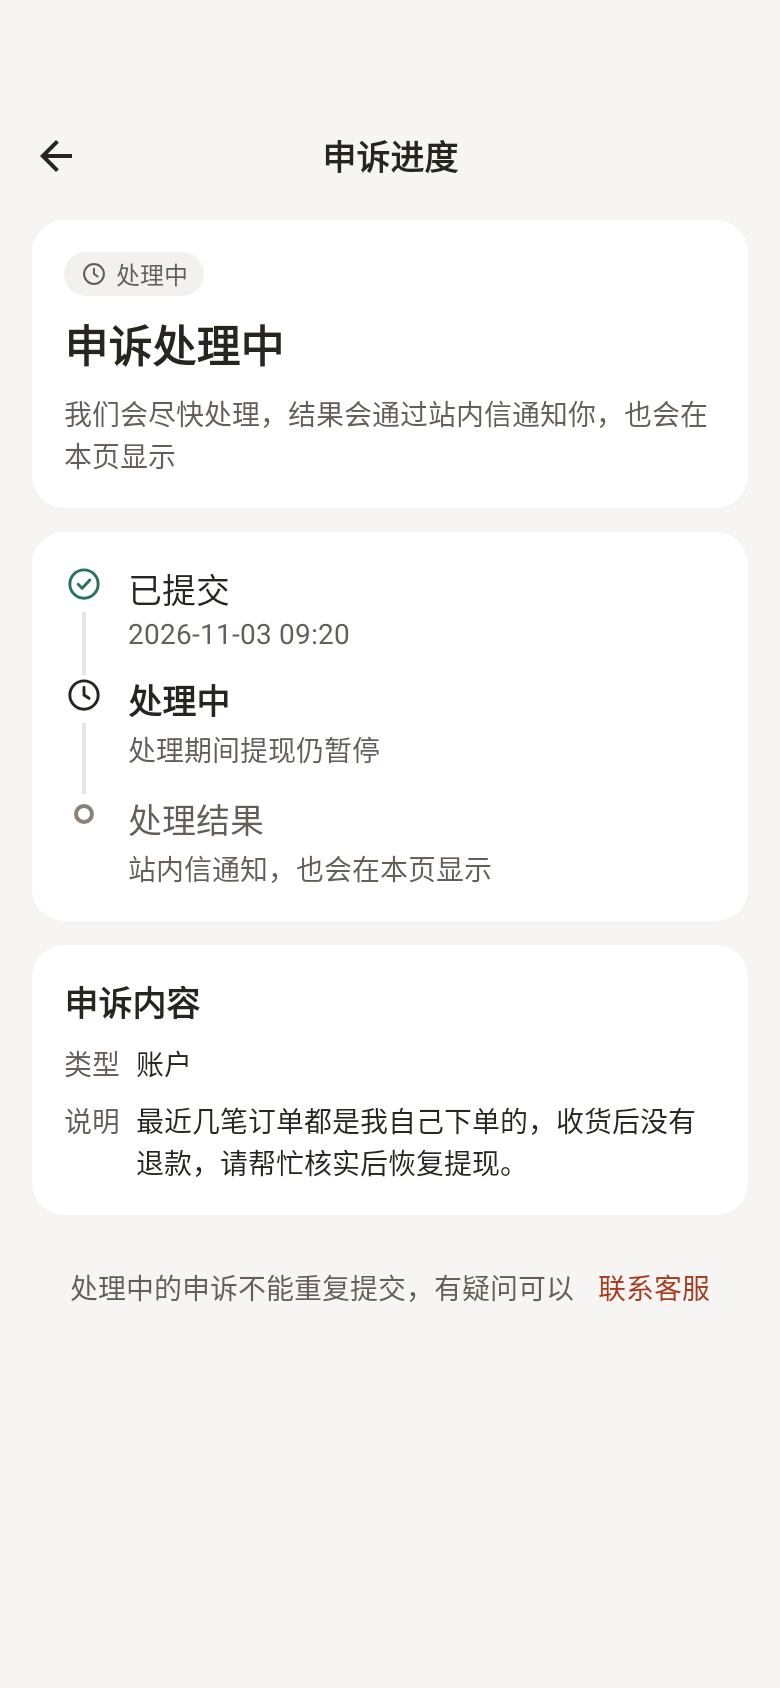 申诉进度
处理中
申诉处理中
我们会尽快处理，结果会通过站内信通知你，也会在
本页显示
已提交
2026-11-03 09:20
处理中
处理期间提现仍暂停
处理结果
站内信通知，也会在本页显示
申诉内容
类型 账户
说明 最近几笔订单都是我自己下单的，收货后没有
退款，请帮忙核实后恢复提现。
处理中的申诉不能重复提交，有疑问可以 联系客服